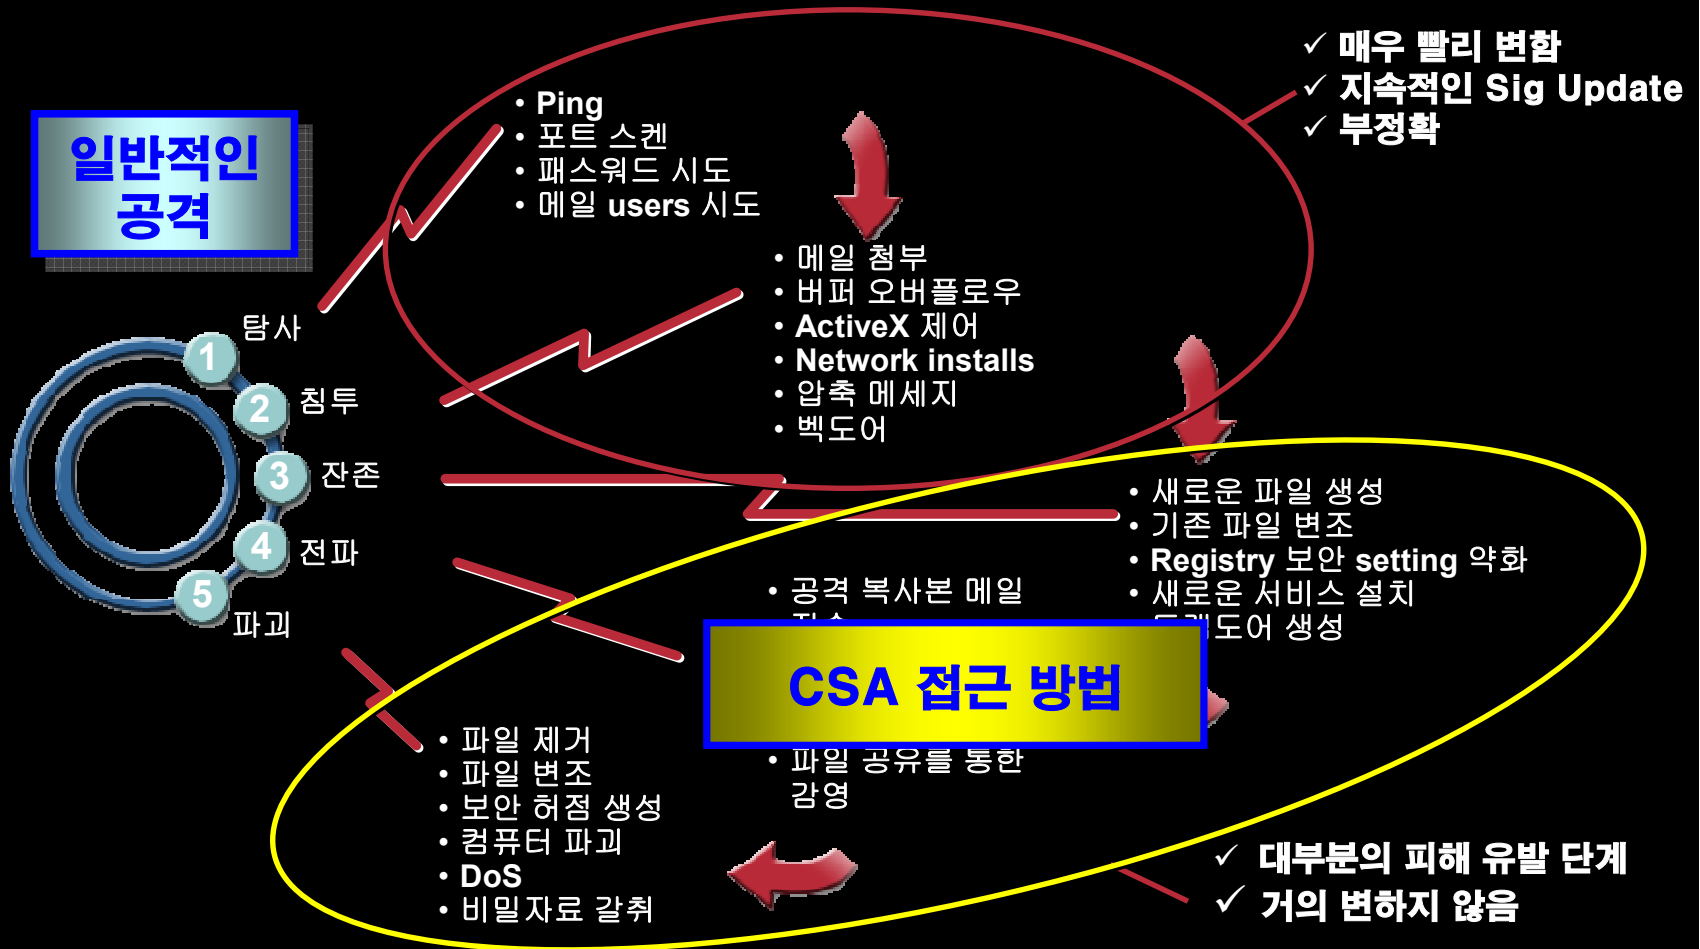 일반적인
공격
1 탐사
2 침투
3 잔존
4 전파
5 파괴
• Ping
• 포트 스켄
• 패스워드 시도
• 메일 users 시도
• 메일 첨부
• 버퍼 오버플로우
• ActiveX 제어
• Network installs
• 압축 메세지
• 벡도어
✓ 매우 빨리 변함
✓ 지속적인 Sig Update
✓ 부정확
• 새로운 파일 생성
• 기존 파일 변조
• Registry 보안 setting 약화
• 새로운 서비스 설치
생성
• 공격 복사본 메일
CSA 접근 방법
• 파일 공유를 통한
감영
• 파일 제거
• 파일 변조
• 보안 허점 생성
• 컴퓨터 파괴
• DoS
• 비밀자료 갈취
✓ 대부분의 피해 유발 단계
✓ 거의 변하지 않음